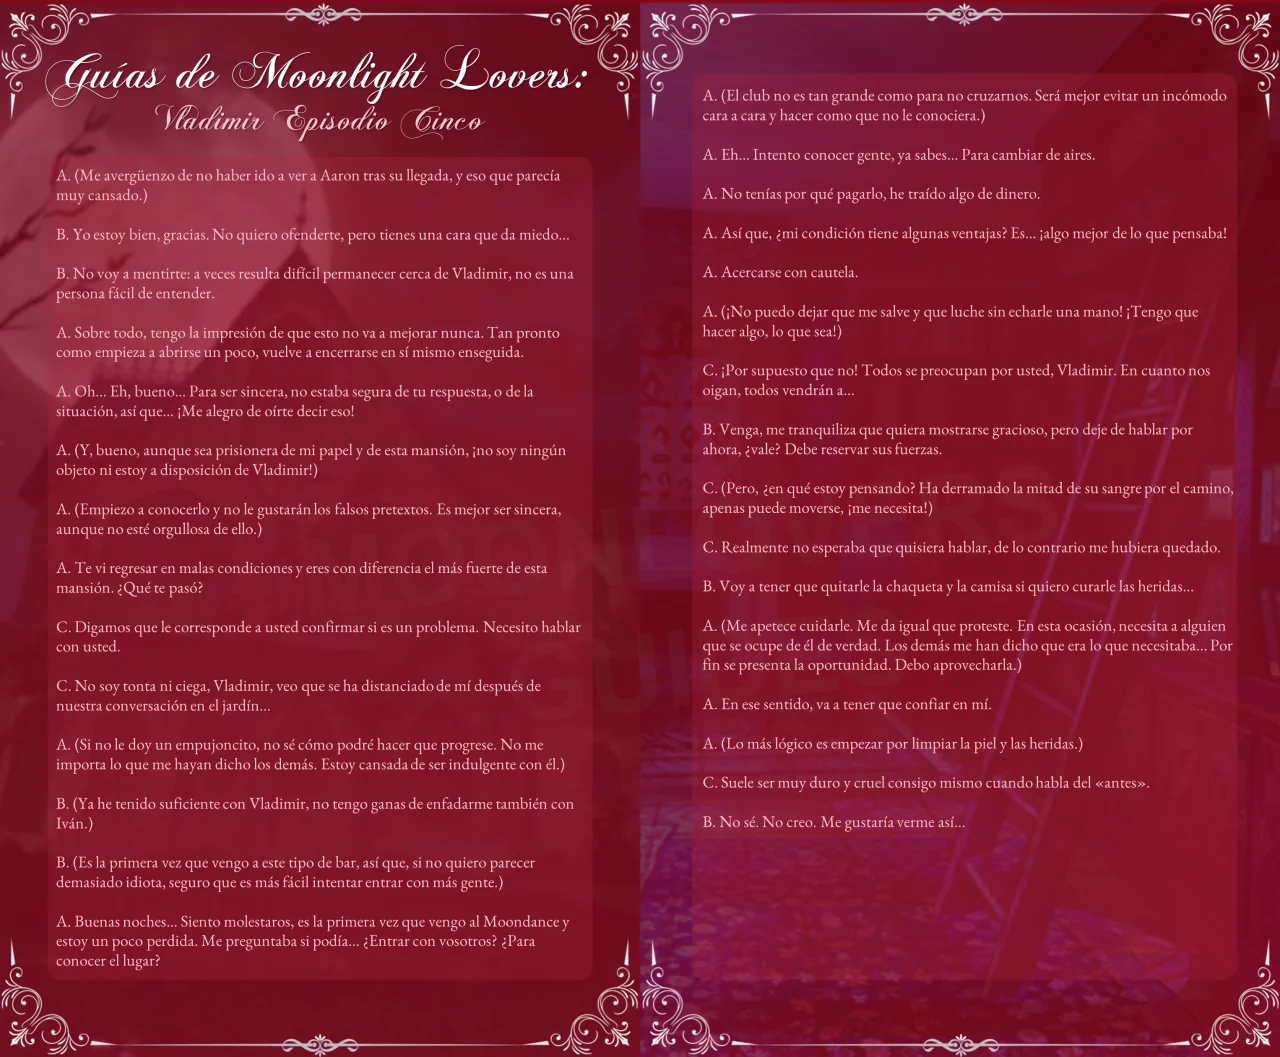 Guías de Moonlight Lovers:
Vladimir Episodio Cinco
A. (Me avergüenzo de no haber ido a ver a Aaron tras su llegada, y eso que parecía
muy cansado.)
B. Yo estoy bien, gracias. No quiero ofenderte, pero tienes una cara que da miedo...
B. No voy a mentirte: a veces resulta difícil permanecer cerca de Vladimir, no es una
persona fácil de entender.
A. Sobre todo, tengo la impresión de que esto no va a mejorar nunca. Tan pronto
como empieza a abrirse un poco, vuelve a encerrarse en sí mismo enseguida.
A. Oh... Eh, bueno... Para ser sincera, no estaba segura de tu respuesta, o de la
situación, así que... ¡Me alegro de oírte decir eso!
A. (Y, bueno, aunque sea prisionera de mi papel y de esta mansión, ¡no soy ningún
objeto ni estoy a disposición de Vladimir!)
A. (Empiezo a conocerlo y no le gustarán los falsos pretextos. Es mejor ser sincera,
aunque no esté orgullosa de ello.)
A. Te vi regresar en malas condiciones y eres con diferencia el más fuerte de esta
mansión. ¿Qué te pasó?
C. Digamos que le corresponde a usted confirmar si es un problema. Necesito hablar
con usted.
C. No soy tonta ni ciega, Vladimir, veo que se ha distanciado de mí después de
nuestra conversación en el jardín...
A. (Si no le doy un empujoncito, no sé cómo podré hacer que progrese. No me
importa lo que me hayan dicho los demás. Estoy cansada de ser indulgente con él.)
B. (Ya he tenido suficiente con Vladimir, no tengo ganas de enfadarme también con
Iván.)
B. (Es la primera vez que vengo a este tipo de bar, así que, si no quiero parecer
demasiado idiota, seguro que es más fácil intentar entrar con más gente.)
A. Buenas noches... Siento molestaros, es la primera vez que vengo al Moondance y
estoy un poco perdida. Me preguntaba si podía... ¿Entrar con vosotros? ¿Para
conocer el lugar?
A. (El club no es tan grande como para no cruzarnos. Será mejor evitar un incómodo
cara a cara y hacer como que no le conociera.)
A. Eh... Intento conocer gente, ya sabes... Para cambiar de aires.
A. No tenías por qué pagarlo, he traído algo de dinero.
A. Así que, ¿mi condición tiene algunas ventajas? Es... ¡algo mejor de lo que pensaba!
A. Acercarse con cautela.
A. (¡No puedo dejar que me salve y que luche sin echarle una mano! ¡Tengo que
hacer algo, lo que sea!)
C. ¡Por supuesto que no! Todos se preocupan por usted, Vladimir. En cuanto nos
oigan, todos vendrán a...
B. Venga, me tranquiliza que quiera mostrarse gracioso, pero deje de hablar por
ahora, ¿vale? Debe reservar sus fuerzas.
C. (Pero, ¿en qué estoy pensando? Ha derramado la mitad de su sangre por el camino,
apenas puede moverse, ¡me necesita!)
C. Realmente no esperaba que quisiera hablar, de lo contrario me hubiera quedado.
B. Voy a tener que quitarle la chaqueta y la camisa si quiero curarle las heridas...
A. (Me apetece cuidarle. Me da igual que proteste. En esta ocasión, necesita a alguien
que se ocupe de él de verdad. Los demás me han dicho que era lo que necesitaba... Por
fin se presenta la oportunidad. Debo aprovecharla.)
A. En ese sentido, va a tener que confiar en mí.
A. (Lo más lógico es empezar por limpiar la piel y las heridas.)
C. Suele ser muy duro y cruel consigo mismo cuando habla del «antes».
B. No sé. No creo. Me gustaría verme así...